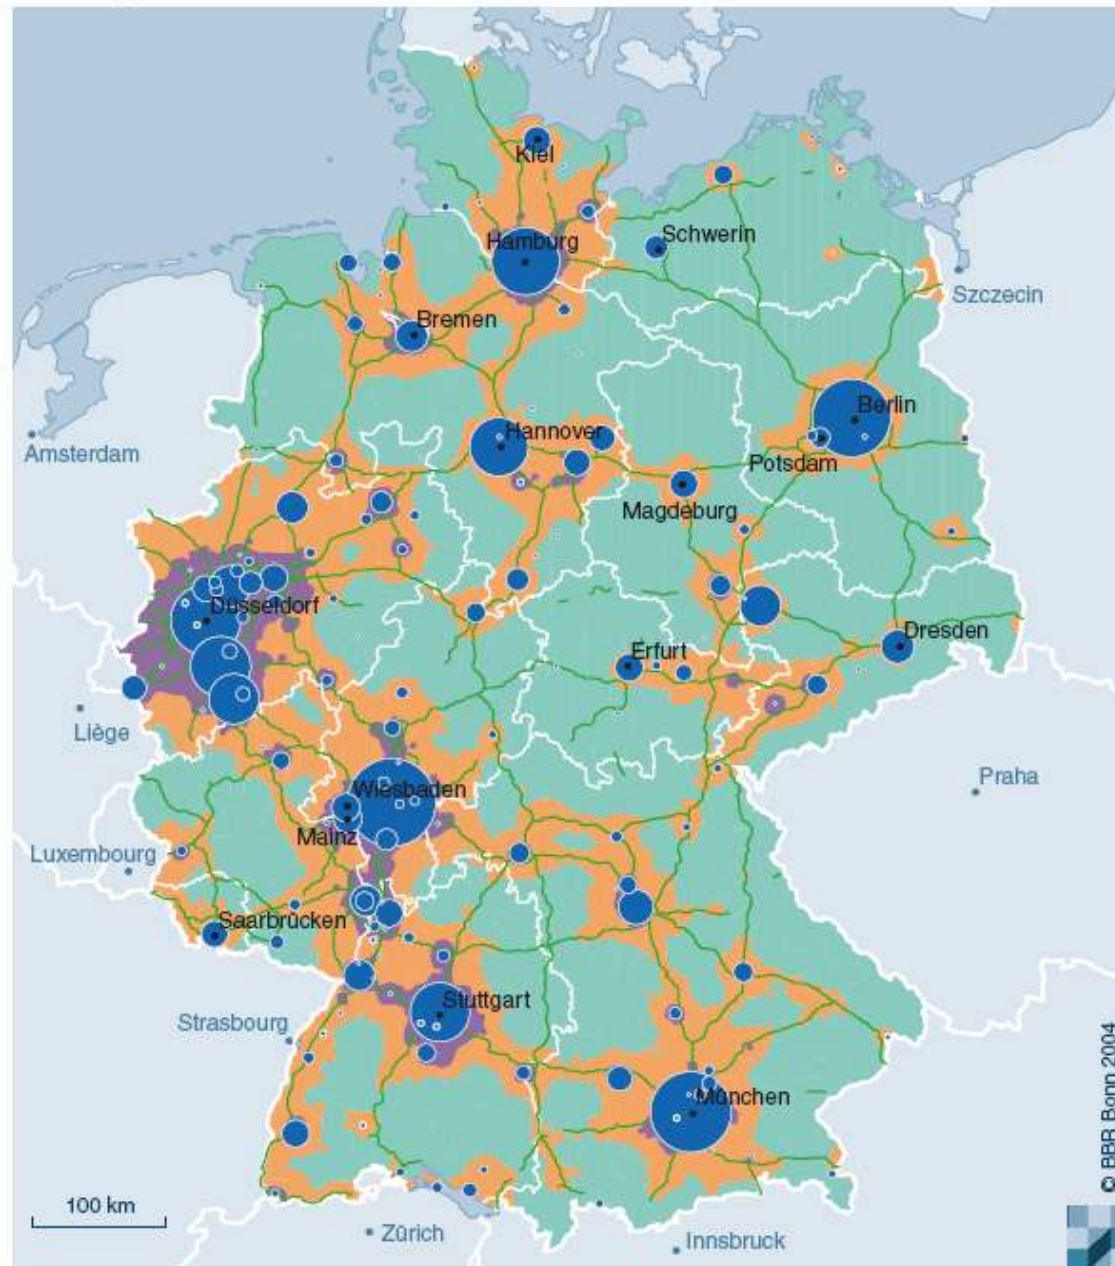 Kiel
Hamburg
Schwerin
Szczecin
Bremen
Berlin
Amsterdam
Hannover
Potsdam
Magdeburg
Düsseldorf
Erfurt
Dresden
Liège
Wiesbaden
Praha
Mainz
Luxembourg
Saarbrücken
Stuttgart
Strasbourg
München
© BBR Bonn 2004
100 km
Zürich
Innsbruck